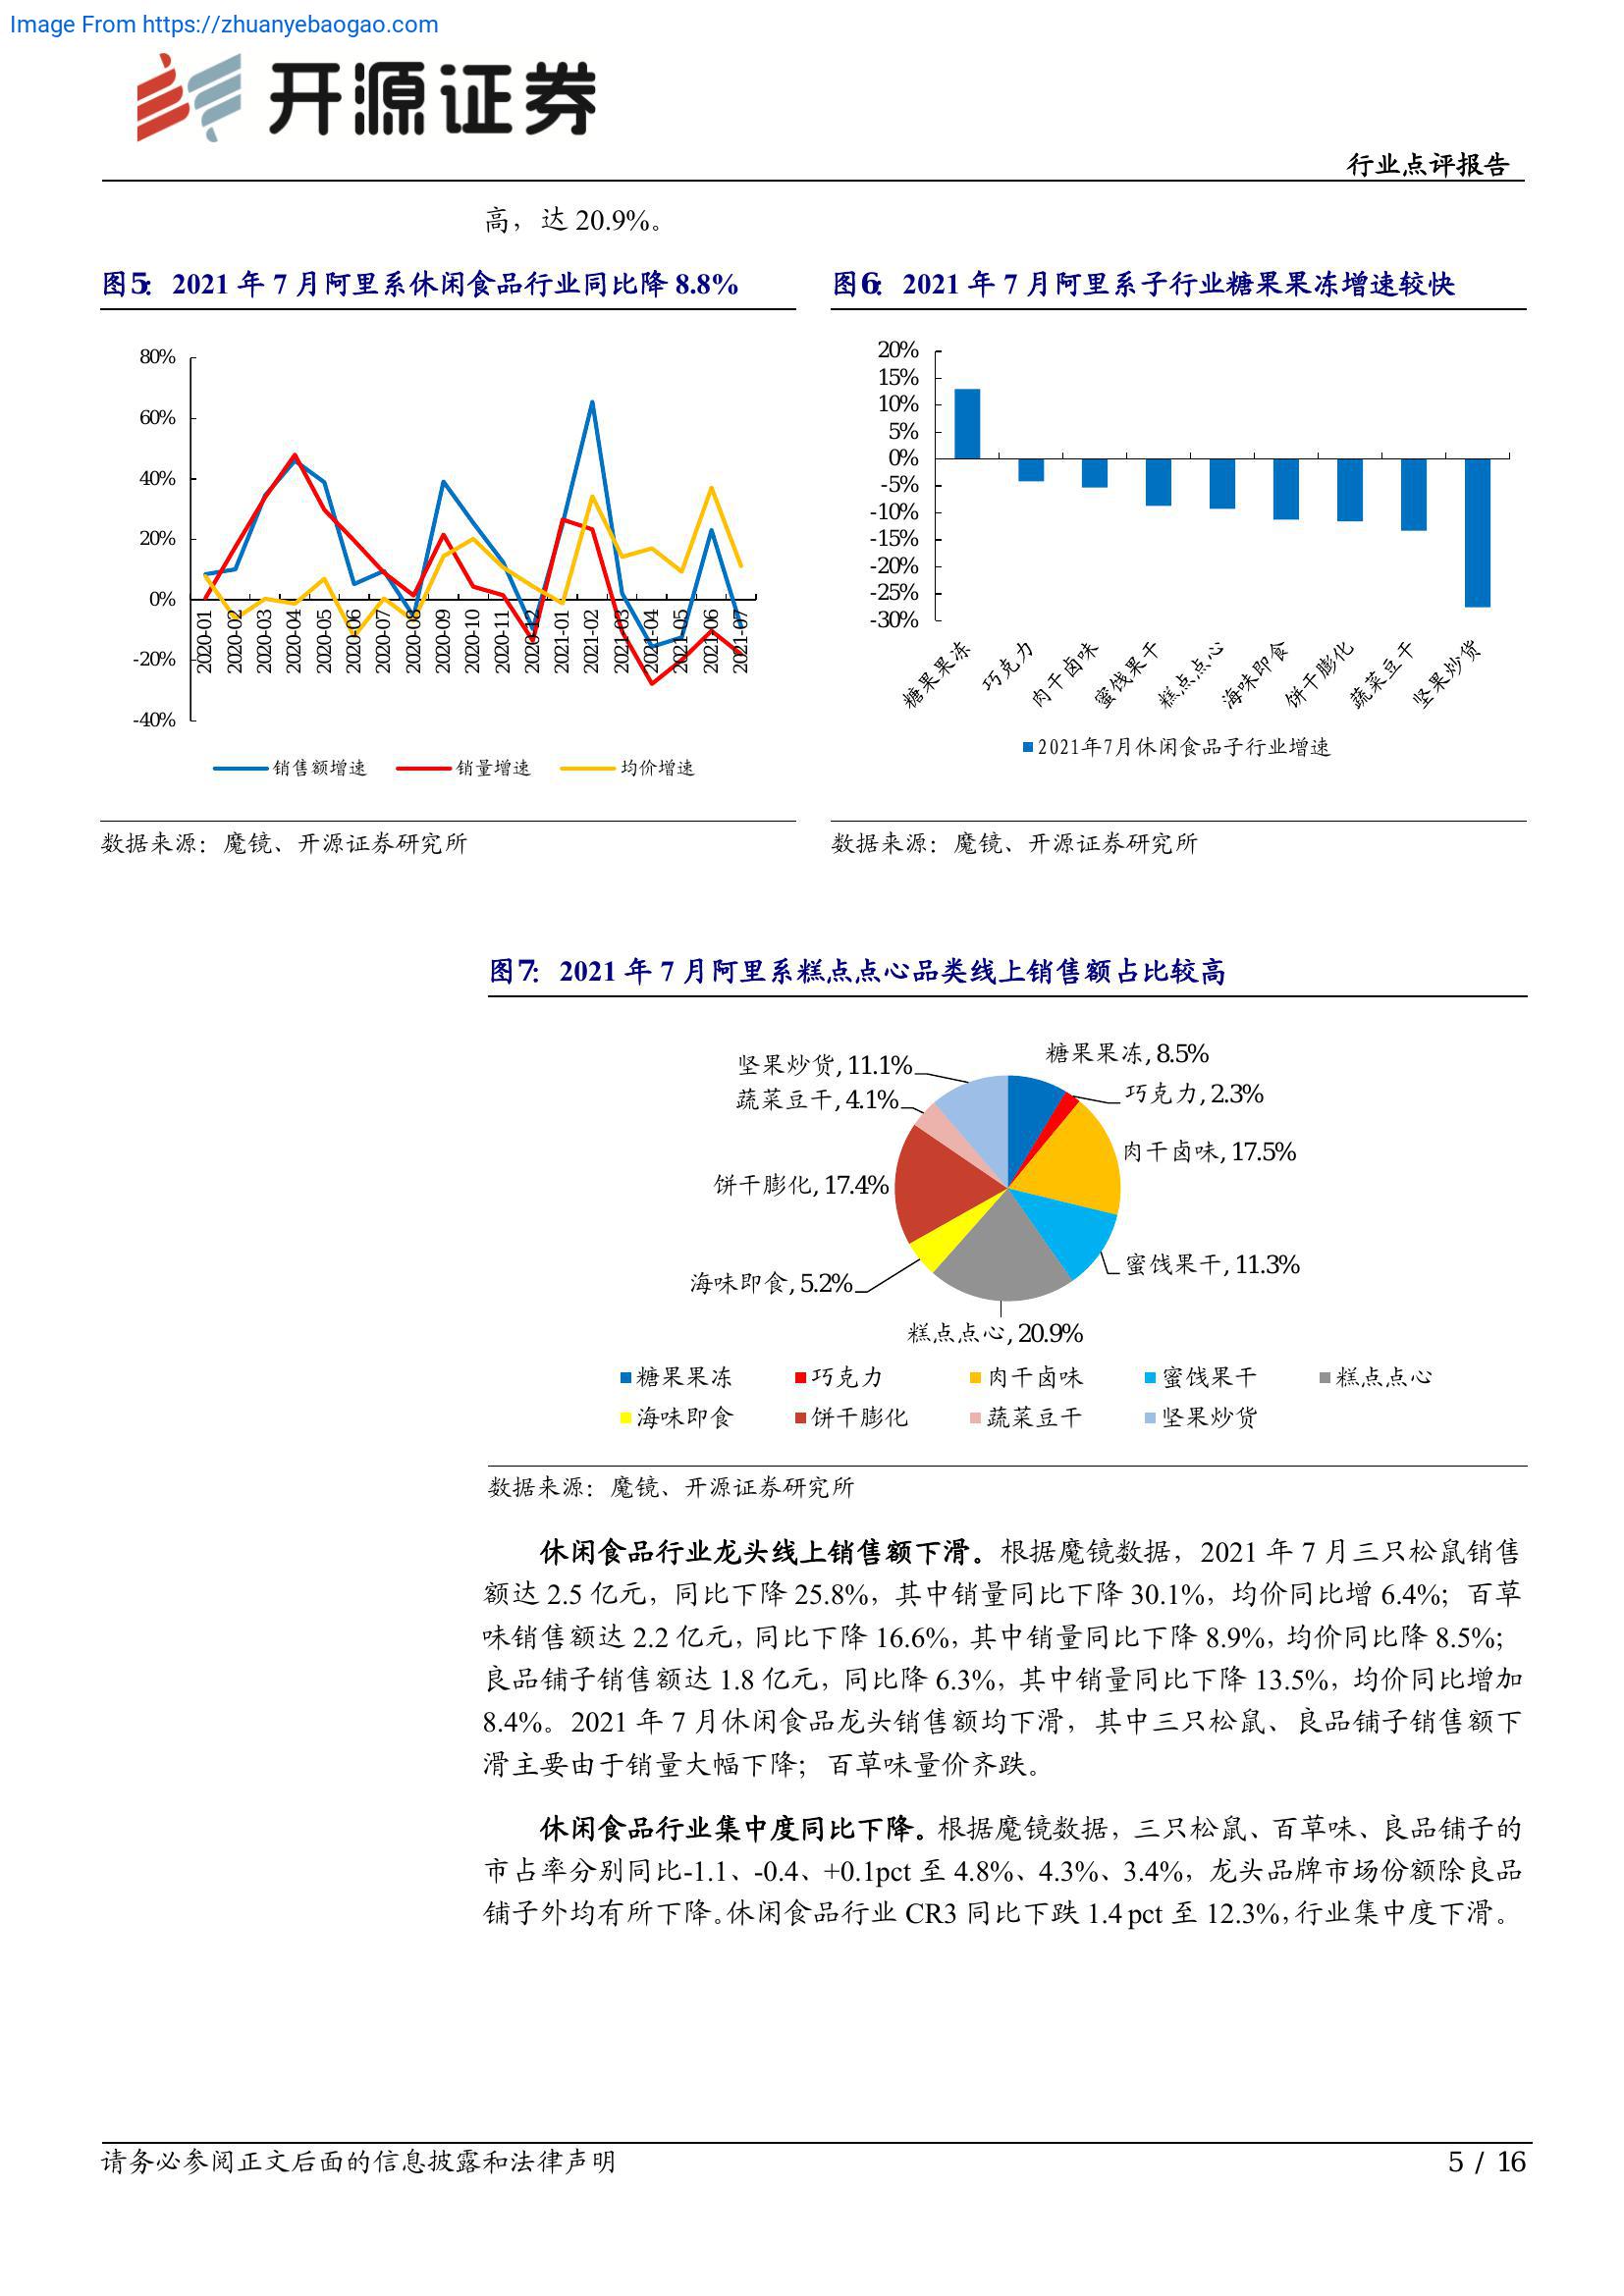 Image From https://zhuanyebaogao.com
开源证券
行业点评报告
高，达 20.9%。
图5： 2021 年 7 月阿里系休闲食品行业同比降 8.8%
80%
60%
40%
20%
0%
-20%
-40%
2020-01
2020-02
2020-03
2020-04
2020-05
2020-06
2020-07
2020-08
2020-09
2020-10
2020-11
2020-12
2021-01
2021-02
2021-03
2021-04
2021-05
2021-06
2021-07
销售额增速 销量增速 均价增速
数据来源：魔镜、开源证券研究所
图6： 2021 年 7 月阿里系子行业糖果果冻增速较快
20%
15%
10%
5%
0%
-5%
-10%
-15%
-20%
-25%
-30%
糖果果冻
巧克力
肉干卤味
蜜饯果干
糕点点心
海味即食
饼干膨化
蔬菜豆干
坚果炒货
2021年7月休闲食品子行业增速
数据来源：魔镜、开源证券研究所
图7： 2021 年 7 月阿里系糕点点心品类线上销售额占比较高
糖果果冻, 8.5%
巧克力, 2.3%
肉干卤味, 17.5%
蜜饯果干, 11.3%
糕点点心, 20.9%
海味即食, 5.2%
饼干膨化, 17.4%
蔬菜豆干, 4.1%
坚果炒货, 11.1%
糖果果冻 巧克力 肉干卤味 蜜饯果干 糕点点心
海味即食 饼干膨化 蔬菜豆干 坚果炒货
数据来源：魔镜、开源证券研究所
休闲食品行业龙头线上销售额下滑。根据魔镜数据，2021 年 7 月三只松鼠销售
额达 2.5 亿元，同比下降 25.8%，其中销量同比下降 30.1%，均价同比增 6.4%；百草
味销售额达 2.2 亿元，同比下降 16.6%，其中销量同比下降 8.9%，均价同比降 8.5%；
良品铺子销售额达 1.8 亿元，同比降 6.3%，其中销量同比下降 13.5%，均价同比增加
8.4%。2021 年 7 月休闲食品龙头销售额均下滑，其中三只松鼠、良品铺子销售额下
滑主要由于销量大幅下降；百草味量价齐跌。
休闲食品行业集中度同比下降。根据魔镜数据，三只松鼠、百草味、良品铺子的
市占率分别同比-1.1、-0.4、+0.1pct 至 4.8%、4.3%、3.4%，龙头品牌市场份额除良品
铺子外均有所下降。休闲食品行业 CR3 同比下跌 1.4 pct 至 12.3%，行业集中度下滑。
请务必参阅正文后面的信息披露和法律声明
5 / 16